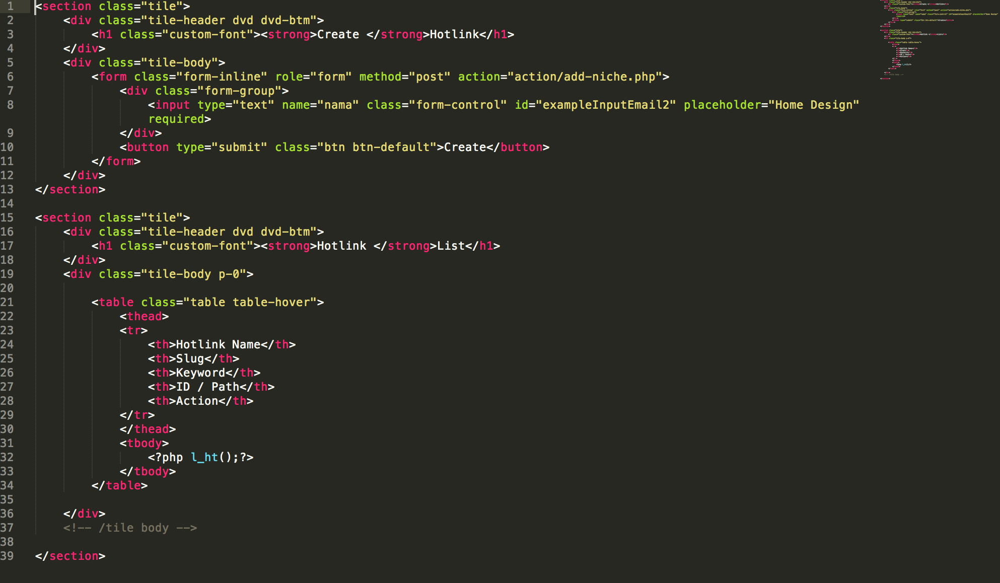 1 <section class="tile">
2 <div class="tile-header dvd dvd-btm">
3 <h1 class="custom-font"><strong>Create </strong>Hotlink</h1>
4 </div>
5 <div class="tile-body">
6 <form class="form-inline" role="form" method="post" action="action/add-niche.php">
7 <div class="form-group">
8 <input type="text" name="nama" class="form-control" id="exampleInputEmail2" placeholder="Home Design"
required>
9 </div>
10 <button type="submit" class="btn btn-default">Create</button>
11 </form>
12 </div>
13 </section>
14
15 <section class="tile">
16 <div class="tile-header dvd dvd-btm">
17 <h1 class="custom-font"><strong>Hotlink </strong>List</h1>
18 </div>
19 <div class="tile-body p-0">
20
21 <table class="table table-hover">
22 <thead>
23 <tr>
24 <th>Hotlink Name</th>
25 <th>Slug</th>
26 <th>Keyword</th>
27 <th>ID / Path</th>
28 <th>Action</th>
29 </tr>
30 </thead>
31 <tbody>
32 <?php l_ht();?>
33 </tbody>
34 </table>
35
36 </div>
37 <!-- /tile body -->
38
39 </section>